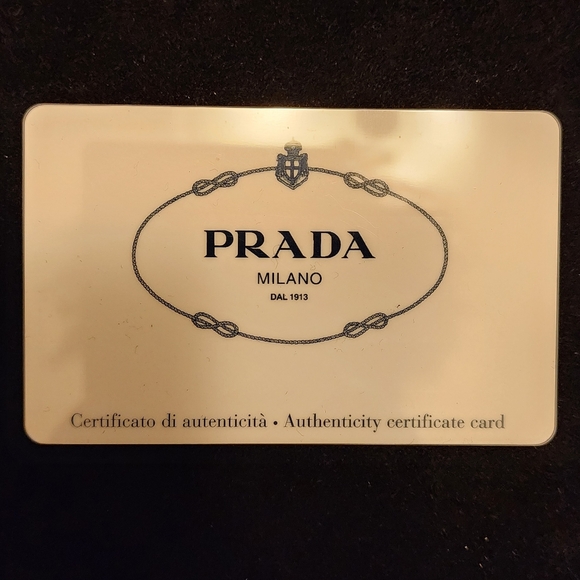 PRADA
MILANO
DAL 1913
Certificato di autenticità • Authenticity certificate card